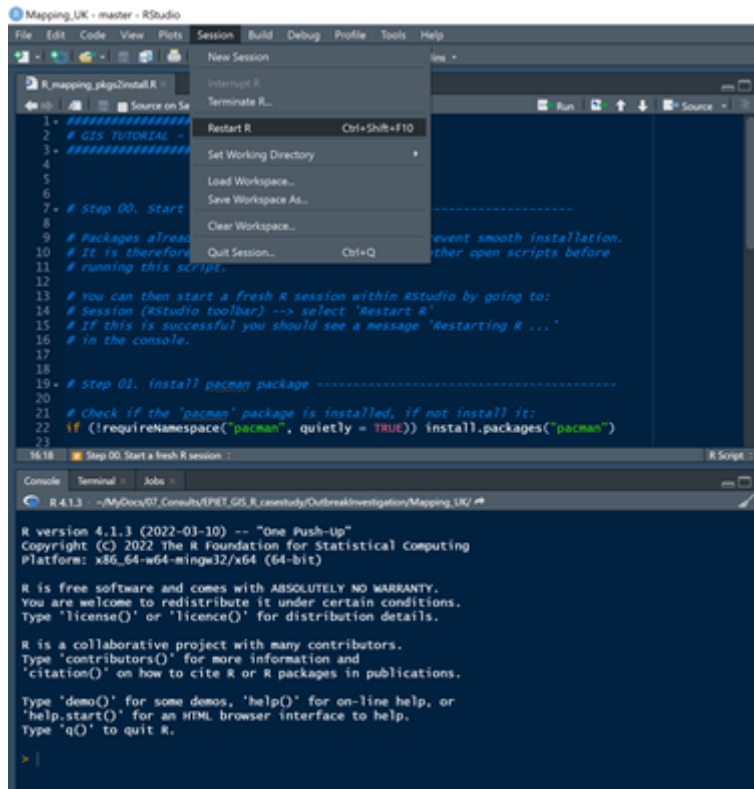 Mapping_UK - master - RStudio
File Edit Code View Plots Session Build Debug Profile Tools Help
New Session
ins
R_mapping_pkgs2install.R
Interrupt R
Source on Sa
Terminate R...
Run
Source
Restart R Ctrl+Shift+F10
Set Working Directory
Load Workspace...
Save Workspace As...
Clear Workspace...
Quit Session... Ctrl+Q
1 ####################
2 # GIS TUTORIAL -
3 ####################
4
5
6
7 # Step 00. Start
8
9 # Packages alread event smooth installation.
10 # It is therefore ther open scripts before
11 # running this script.
12
13 # You can then start a fresh R session within RStudio by going to:
14 # Session (RStudio toolbar) --> select 'Restart R'
15 # If this is successful you should see a message 'Restarting R ...'
16 # in the console.
17
18
19 # Step 01. install pacman package ----------------------------------------
20
21 # Check if the 'pacman' package is installed, if not install it:
22 if (!requireNamespace("pacman", quietly = TRUE)) install.packages("pacman")
23
16:18 Step 00. Start a fresh R session R Script
Console Terminal Jobs
R 4.1.3 · ~/MyDocs/07_Consults/EPIET_GIS_R_casestudy/OutbreakInvestigation/Mapping_UK/
R version 4.1.3 (2022-03-10) -- "One Push-Up"
Copyright (C) 2022 The R Foundation for Statistical Computing
Platform: x86_64-w64-mingw32/x64 (64-bit)
R is free software and comes with ABSOLUTELY NO WARRANTY.
You are welcome to redistribute it under certain conditions.
Type 'license()' or 'licence()' for distribution details.
R is a collaborative project with many contributors.
Type 'contributors()' for more information and
'citation()' on how to cite R or R packages in publications.
Type 'demo()' for some demos, 'help()' for on-line help, or
'help.start()' for an HTML browser interface to help.
Type 'q()' to quit R.
>